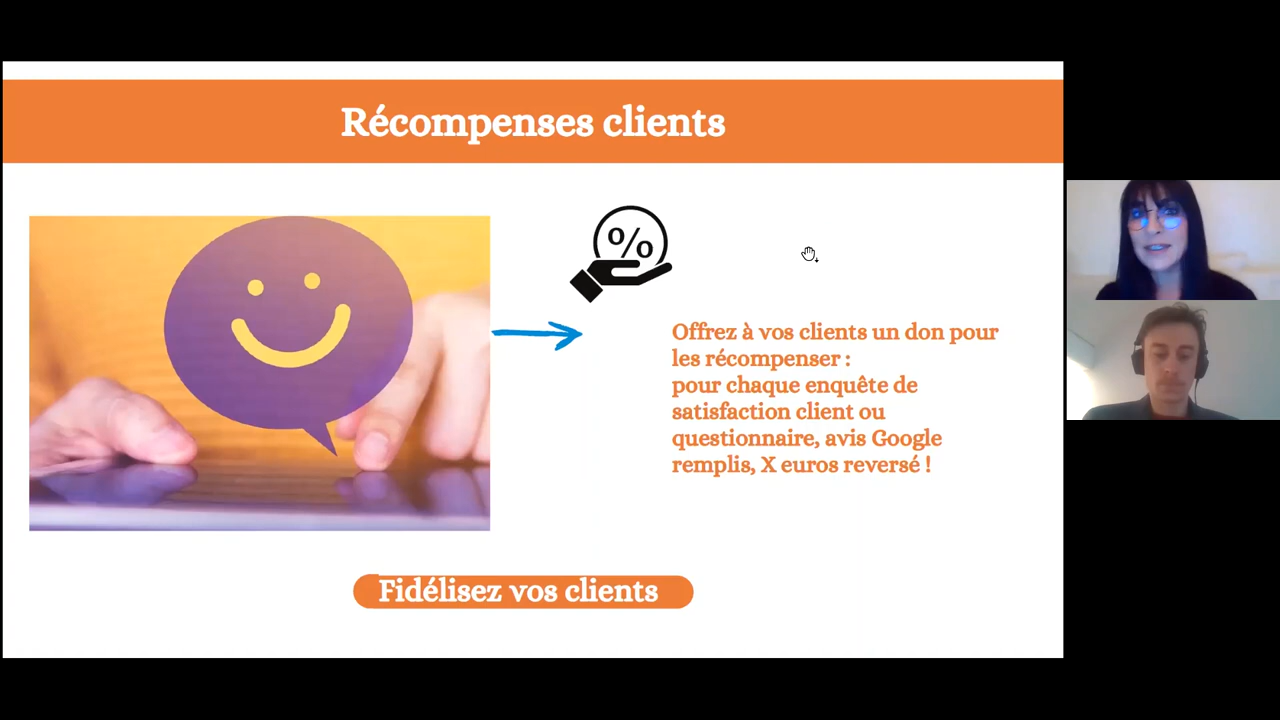 Récompenses clients
%
Offrez à vos clients un don pour
les récompenser :
pour chaque enquête de
satisfaction client ou
questionnaire, avis Google
remplis, X euros reversé !
Fidélisez vos clients